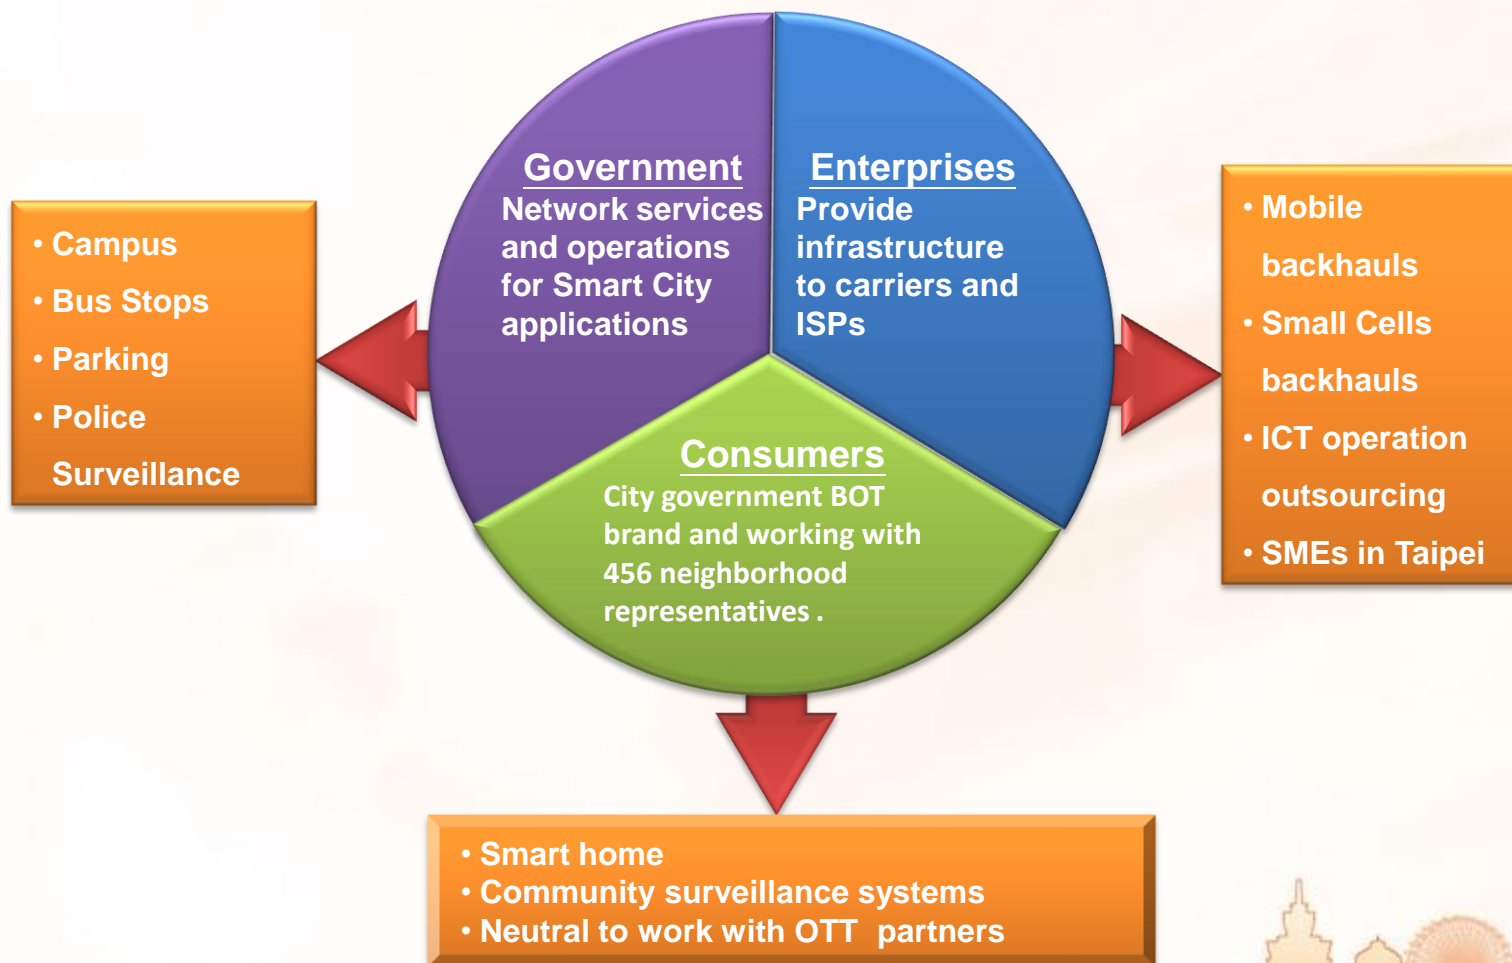 Government
Network services
and operations
for Smart City
applications
Enterprises
Provide
infrastructure
to carriers and
ISPs
Consumers
City government BOT
brand and working with
456 neighborhood
representatives .
• Campus
• Bus Stops
• Parking
• Police
Surveillance
• Mobile
backhauls
• Small Cells
backhauls
• ICT operation
outsourcing
• SMEs in Taipei
• Smart home
• Community surveillance systems
• Neutral to work with OTT  partners